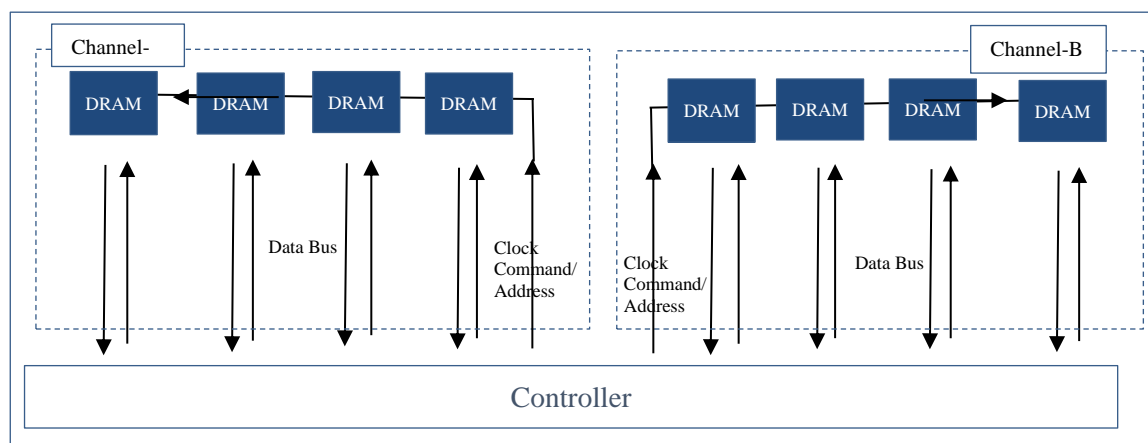 Channel-
Channel-B
DRAM
DRAM
DRAM
DRAM
DRAM
DRAM
DRAM
DRAM
Data Bus
Clock
Command/
Address
Clock
Command/
Address
Data Bus
Controller